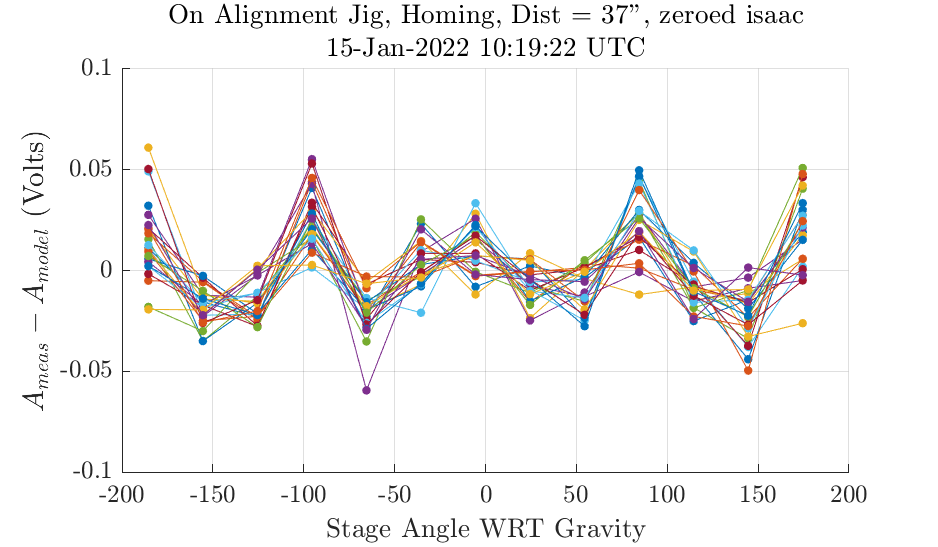 On Alignment Jig, Homing, Dist = 37", zeroed isaac
15-Jan-2022 10:19:22 UTC
0.1
0.05
0
-0.05
-0.1
A_meas − A_model (Volts)
-200 -150 -100 -50 0 50 100 150 200
Stage Angle WRT Gravity